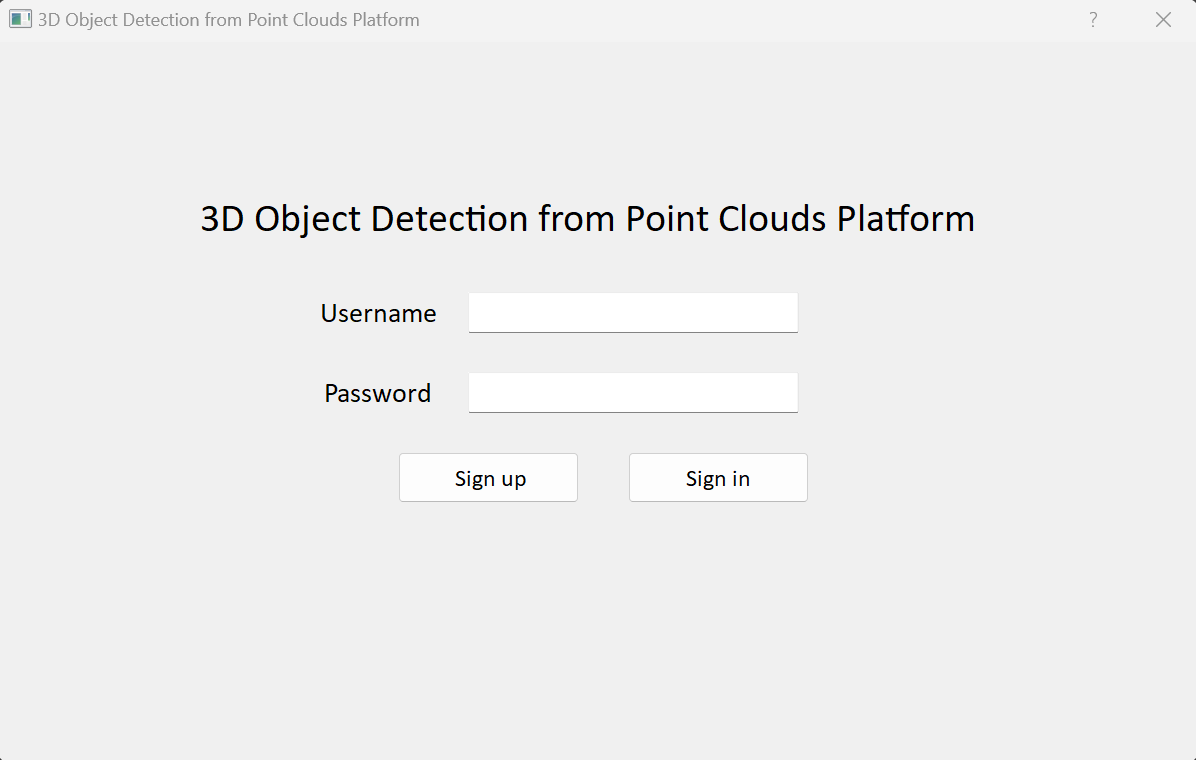 3D Object Detection from Point Clouds Platform ?
3D Object Detection from Point Clouds Platform
Username
Password
Sign up Sign in